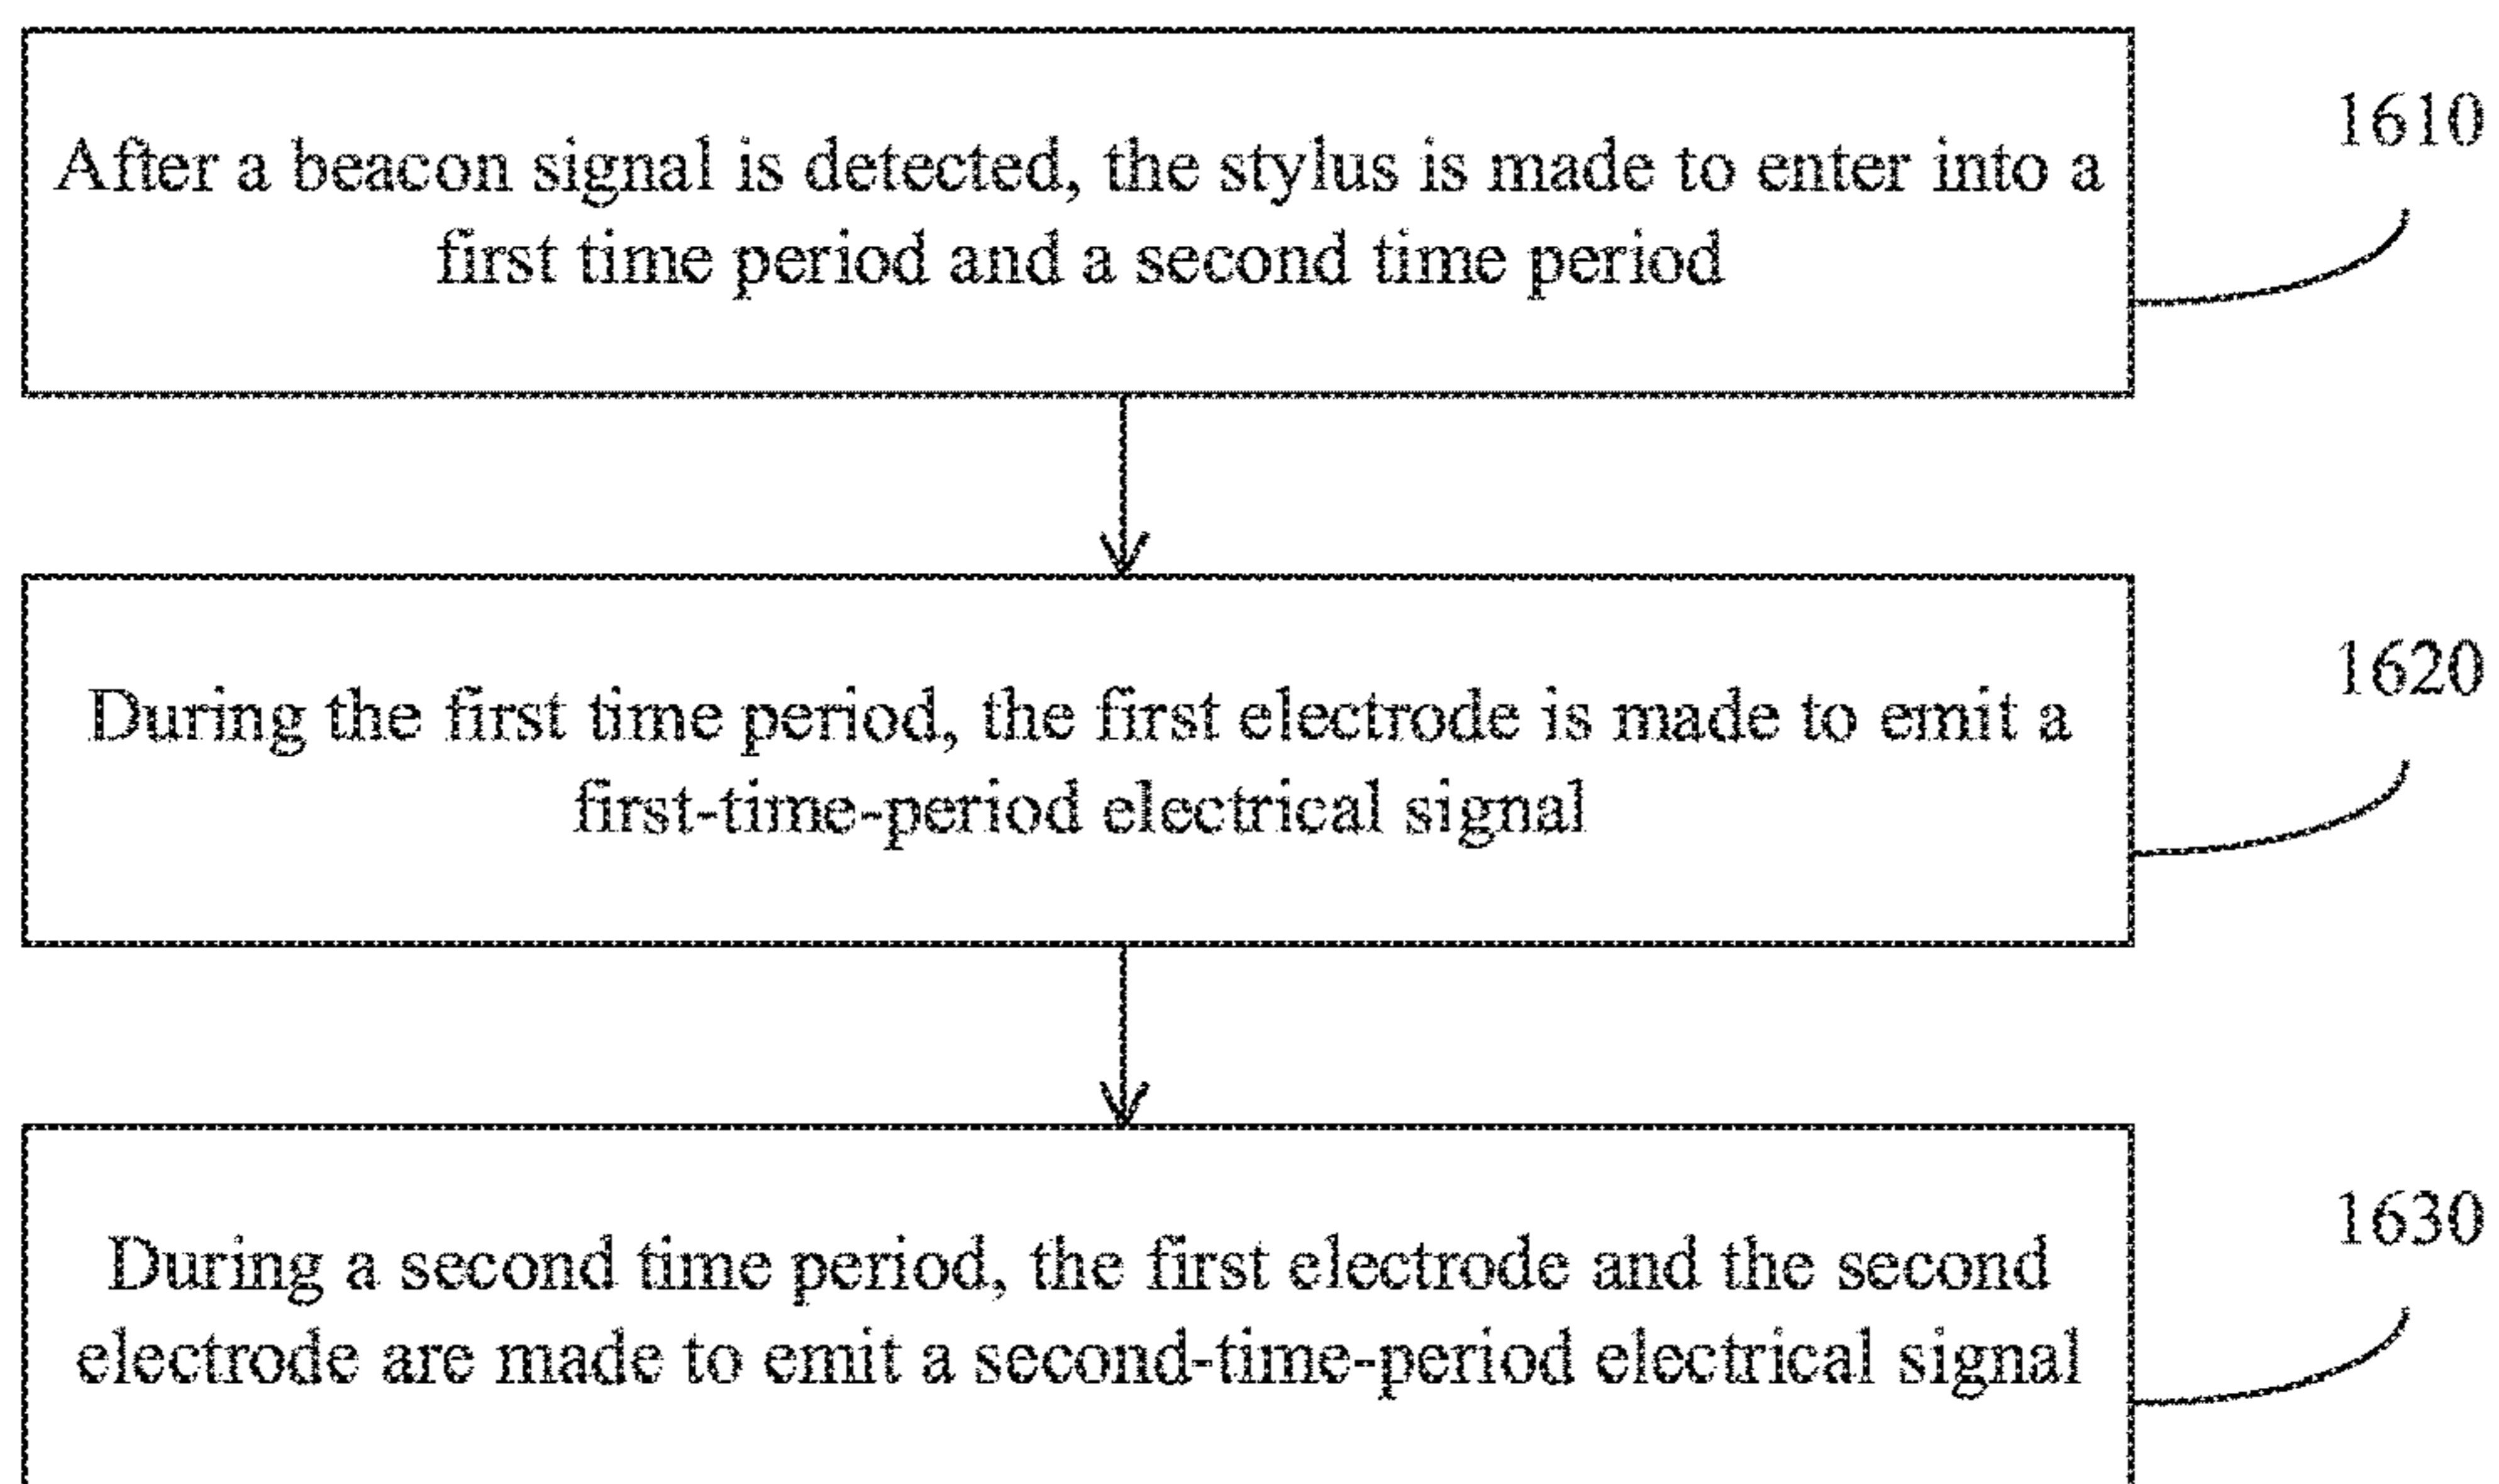 After a beacon signal is detected, the stylus is made to enter into a
first time period and a second time period
1610
During the first time period, the first electrode is made to emit a
first-time-period electrical signal
1620
During a second time period, the first electrode and the second
electrode are made to emit a second-time-period electrical signal
1630